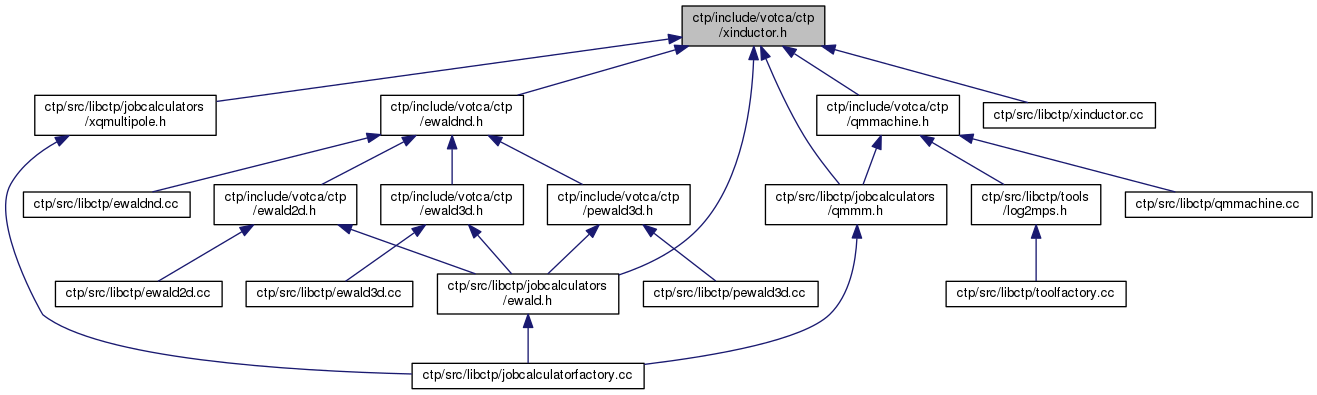 ctp/include/votca/ctp
/xinductor.h
ctp/src/libctp/jobcalculators
/xqmultipole.h
ctp/include/votca/ctp
/ewaldnd.h
ctp/include/votca/ctp
/qmmachine.h
ctp/src/libctp/xinductor.cc
ctp/src/libctp/ewaldnd.cc
ctp/include/votca/ctp
/ewald2d.h
ctp/include/votca/ctp
/ewald3d.h
ctp/include/votca/ctp
/pewald3d.h
ctp/src/libctp/jobcalculators
/qmmm.h
ctp/src/libctp/tools
/log2mps.h
ctp/src/libctp/qmmachine.cc
ctp/src/libctp/ewald2d.cc
ctp/src/libctp/ewald3d.cc
ctp/src/libctp/jobcalculators
/ewald.h
ctp/src/libctp/pewald3d.cc
ctp/src/libctp/toolfactory.cc
ctp/src/libctp/jobcalculatorfactory.cc